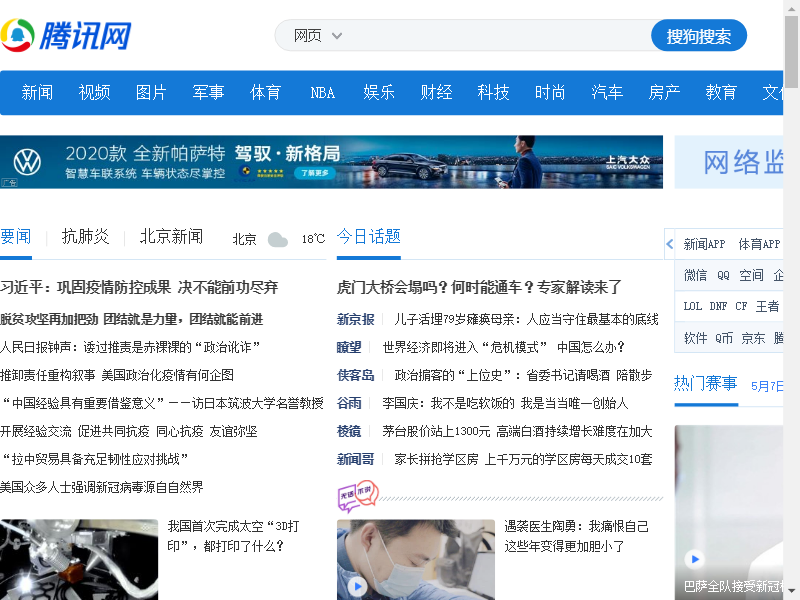 腾讯网
网页
搜狗搜索
新闻 视频 图片 军事 体育 NBA 娱乐 财经 科技 时尚 汽车 房产 教育
2020款 全新帕萨特 驾驭·新格局
智慧车联系统 车辆状态尽掌控 ★★★★★ 了解更多
上汽大众
SAIC VOLKSWAGEN
广告
网络监
要闻 抗肺炎 北京新闻 北京 18℃
习近平：巩固疫情防控成果 决不能前功尽弃
脱贫攻坚再加把劲 团结就是力量，团结就能前进
人民日报钟声：诿过推责是赤裸裸的“政治讹诈”
推卸责任重构叙事 美国政治化疫情有何企图
“中国经验具有重要借鉴意义”——访日本筑波大学名誉教授
开展经验交流 促进共同抗疫 同心抗疫 友谊弥坚
“拉中贸易具备充足韧性应对挑战”
美国众多人士强调新冠病毒源自自然界
我国首次完成太空“3D打
印”，都打印了什么？
今日话题
虎门大桥会塌吗？何时能通车？专家解读来了
新京报 儿子活埋79岁瘫痪母亲：人应当守住最基本的底线
瞭望 世界经济即将进入“危机模式” 中国怎么办？
侠客岛 政治掮客的“上位史”：省委书记请喝酒 陪散步
谷雨 李国庆：我不是吃软饭的 我是当当唯一创始人
棱镜 茅台股价站上1300元 高端白酒持续增长难度在加大
新闻哥 家长拼抢学区房 上千万元的学区房每天成交10套
遇袭医生陶勇：我痛恨自己
这些年变得更加胆小了
新闻APP 体育APP
微信 QQ 空间 企
LOL DNF CF 王者
软件 Q币 京东 腾
热门赛事 5月7日
巴萨全队接受新冠